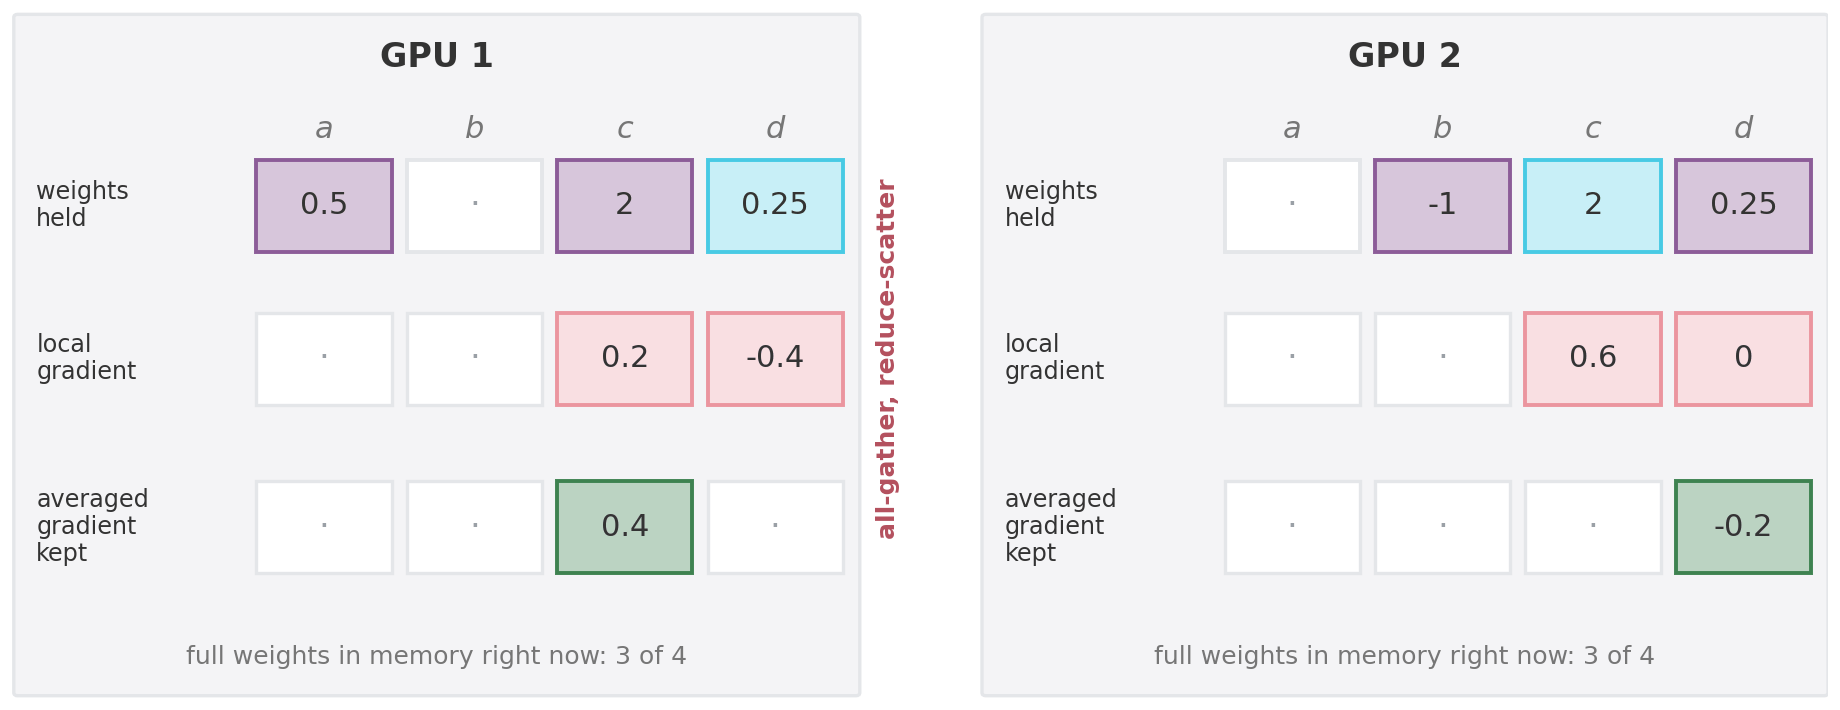 GPU 1
a b c d
weights
held
0.5 · 2 0.25
local
gradient
· · 0.2 -0.4
averaged
gradient
kept
· · 0.4 ·
full weights in memory right now: 3 of 4
all-gather, reduce-scatter
GPU 2
a b c d
weights
held
· -1 2 0.25
local
gradient
· · 0.6 0
averaged
gradient
kept
· · · -0.2
full weights in memory right now: 3 of 4